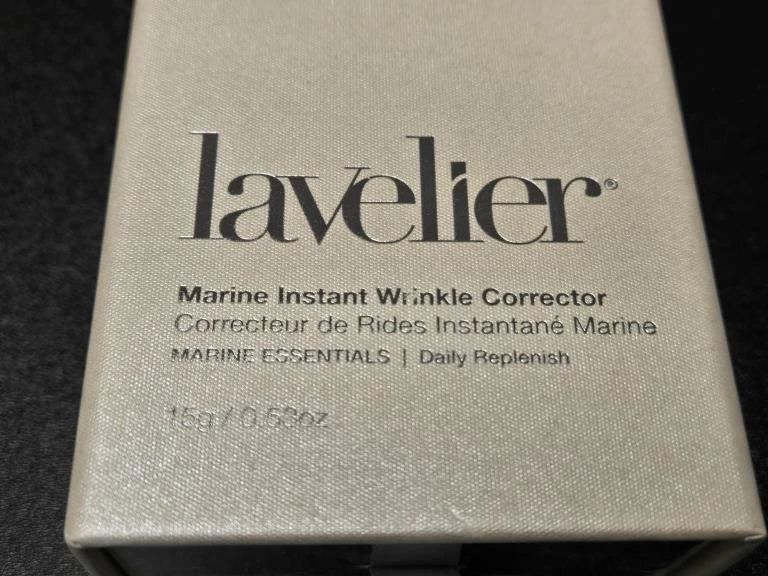 lavelier®
Marine Instant Wrinkle Corrector
Correcteur de Rides Instantané Marine
MARINE ESSENTIALS | Daily Replenish
15g / 0.53oz